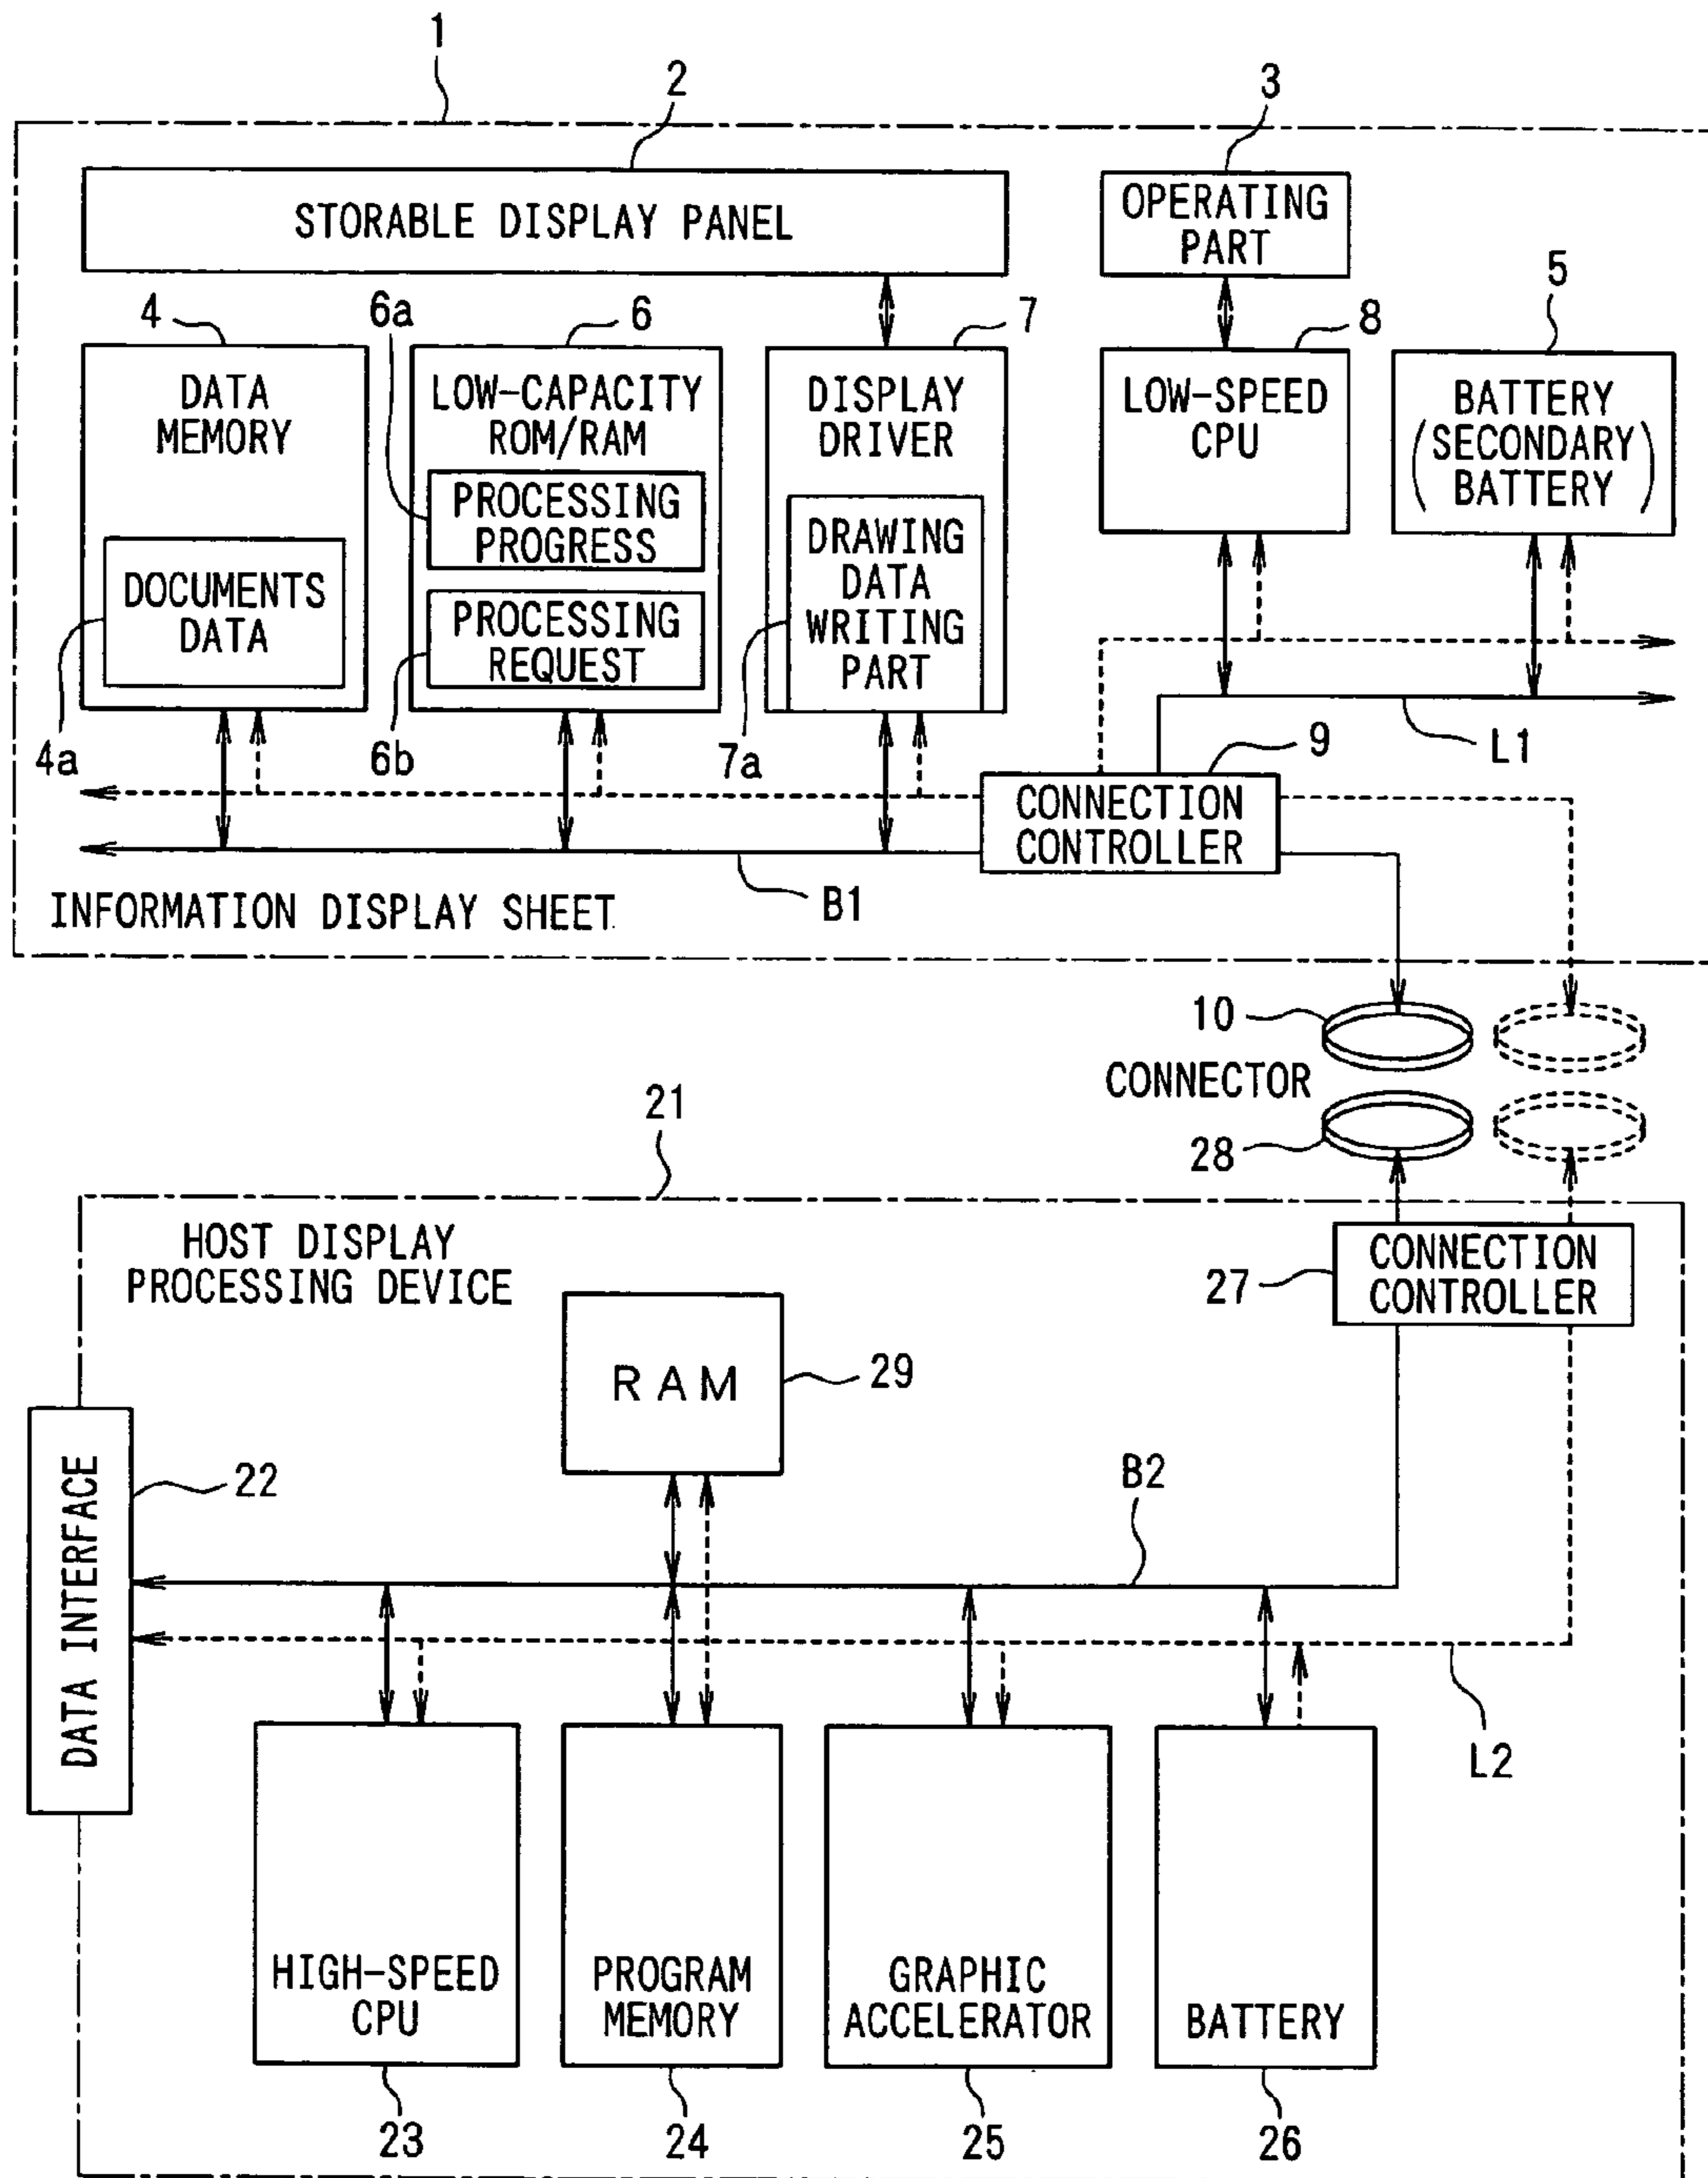 1
2
3
STORABLE DISPLAY PANEL
OPERATING
PART
4
6a
6
7
8
5
DATA
MEMORY
LOW-CAPACITY
ROM/RAM
DISPLAY
DRIVER
LOW-SPEED
CPU
BATTERY
(SECONDARY)
BATTERY
PROCESSING
PROGRESS
DOCUMENTS
DATA
PROCESSING
REQUEST
DRAWING
DATA
WRITING
PART
4a
6b
7a
9
L1
CONNECTION
CONTROLLER
B1
INFORMATION DISPLAY SHEET
10
CONNECTOR
28
21
HOST DISPLAY
PROCESSING DEVICE
CONNECTION
CONTROLLER
27
RAM
29
DATA INTERFACE
22
B2
L2
HIGH-SPEED
CPU
PROGRAM
MEMORY
GRAPHIC
ACCELERATOR
BATTERY
23
24
25
26